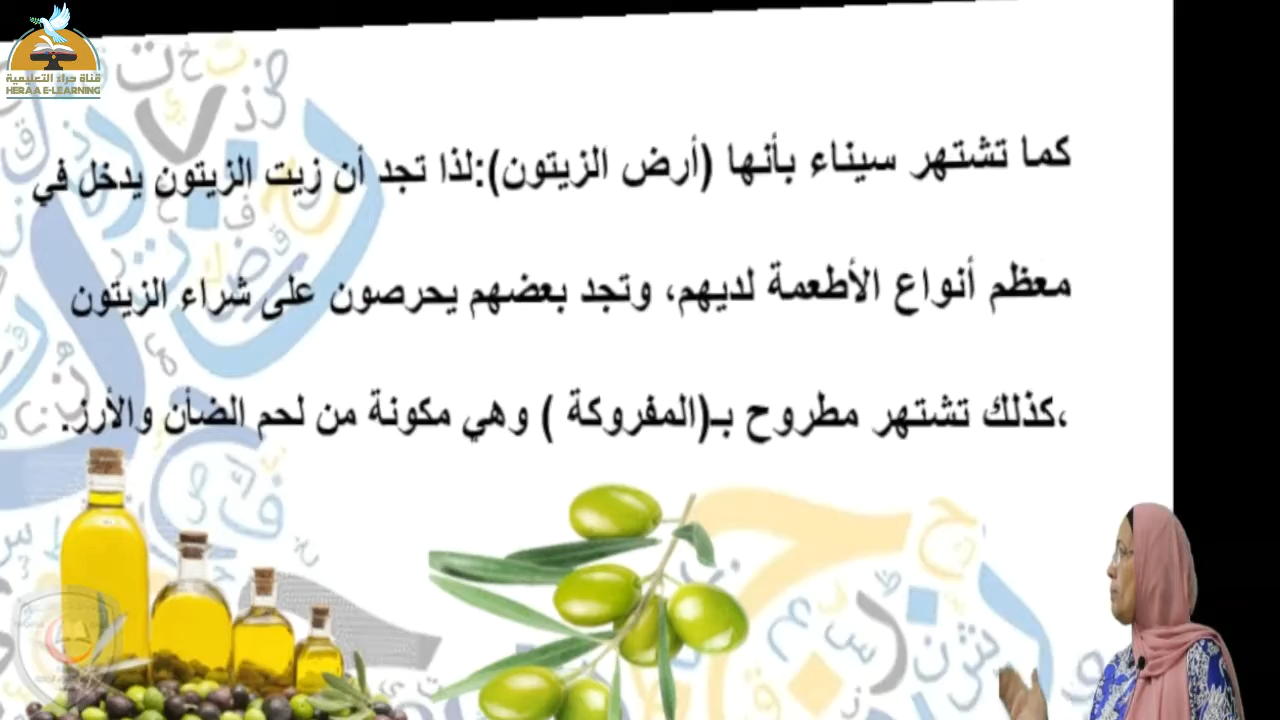 قناة حراء التعليمية
HERAA E-LEARNING
كما تشتهر سيناء بأنها (أرض الزيتون):لذا تجد أن زيت الزيتون يدخل في
معظم أنواع الأطعمة لديهم، وتجد بعضهم يحرصون على شراء الزيتون
،كذلك تشتهر مطروح بـ(المفروكة ) وهي مكونة من لحم الضأن والأرز.